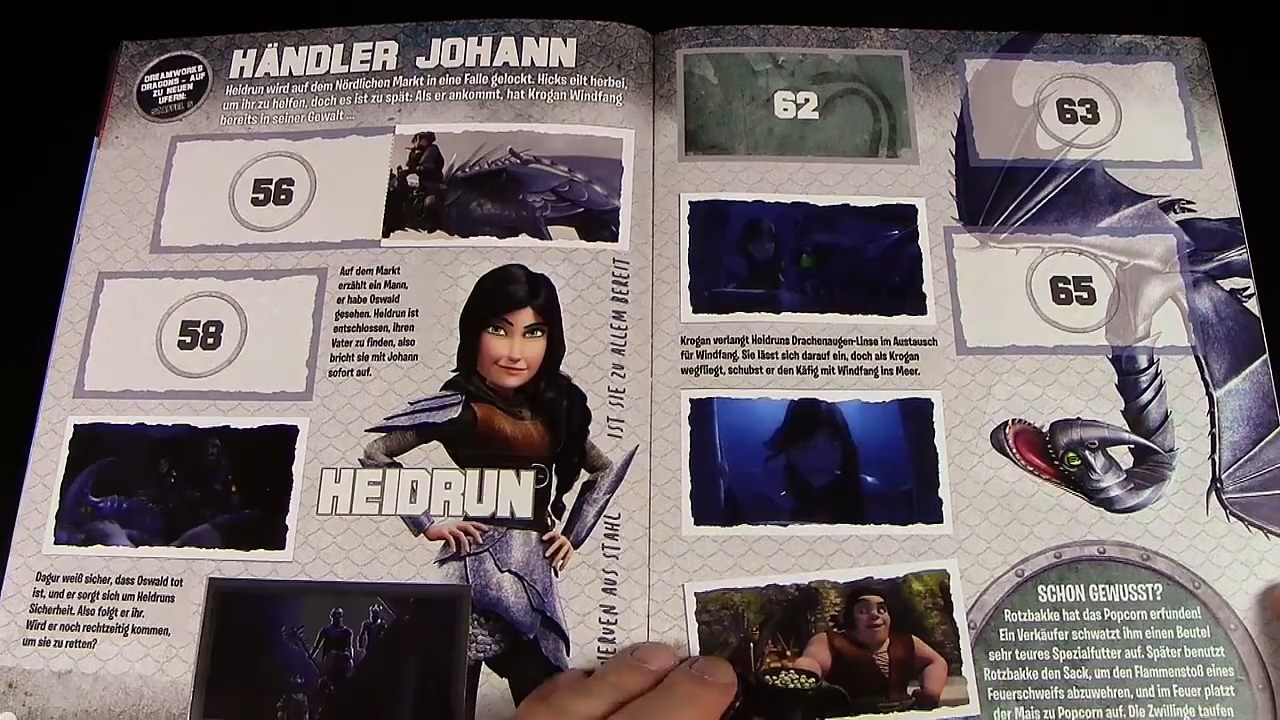 DREAMWORKS
DRAGONS – AUF
ZU NEUEN
UFERN:
HÄNDLER JOHANN
Heidrun wird auf dem Nördlichen Markt in eine Falle gelockt. Hicks eilt herbei,
um ihr zu helfen, doch es ist zu spät: Als er ankommt, hat Krogan Windfang
bereits in seiner Gewalt ...
56
58
Auf dem Markt
erzählt ein Mann,
er habe Oswald
gesehen. Heidrun ist
entschlossen, ihren
Vater zu finden, also
bricht sie mit Johann
sofort auf.
HEIDRUN
NERVEN AUS STAHL
IST SIE ZU ALLEM BEREIT
Dagur weiß sicher, dass Oswald tot
ist, und er sorgt sich um Heidruns
Sicherheit. Also folgt er ihr.
Wird er noch rechtzeitig kommen,
um sie zu retten?
62
63
65
Krogan verlangt Heidruns Drachenaugen-Linse im Austausch
für Windfang. Sie lässt sich darauf ein, doch als Krogan
wegfliegt, schubst er den Käfig mit Windfang ins Meer.
SCHON GEWUSST?
Rotzbakke hat das Popcorn erfunden!
Ein Verkäufer schwatzt ihm einen Beutel
sehr teures Spezialfutter auf. Später benutzt
Rotzbakke den Sack, um den Flammenstoß eines
Feuerschweifs abzuwehren, und im Feuer platzt
der Mais zu Popcorn auf. Die Zwillinge taufen